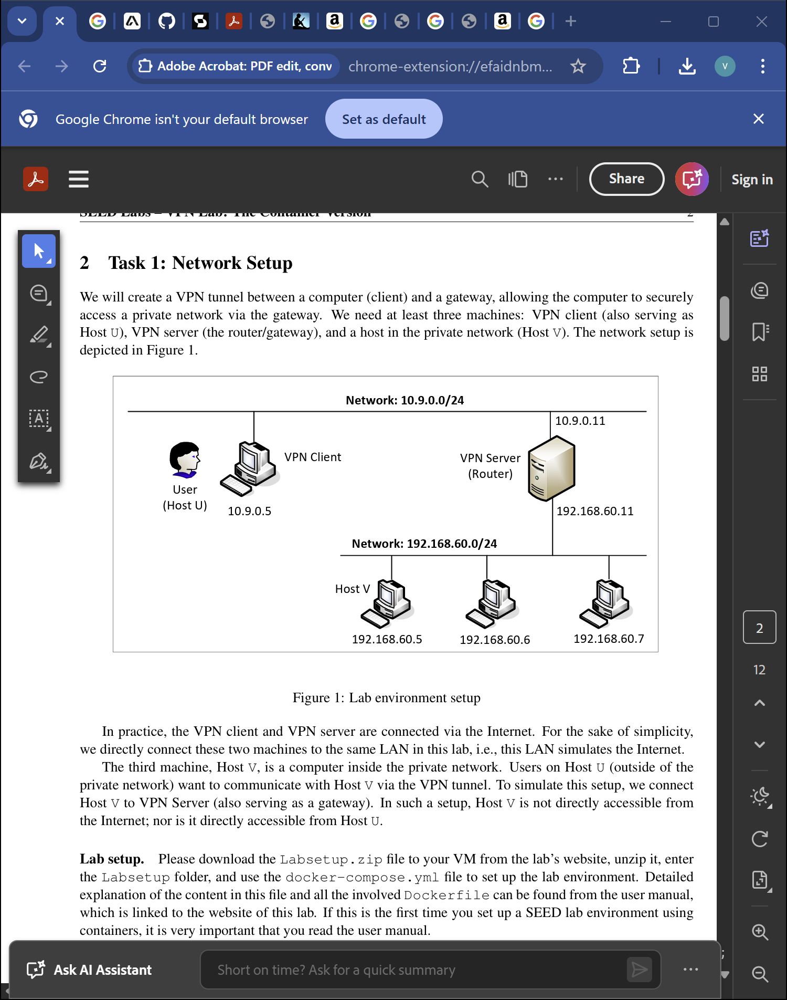 Adobe Acrobat: PDF edit, conv
chrome-extension://efaidnbm...
V
Google Chrome isn't your default browser
Set as default
Share
Sign in
SEED Labs – VPN Lab: The Container Version
2
2 Task 1: Network Setup
We will create a VPN tunnel between a computer (client) and a gateway, allowing the computer to securely
access a private network via the gateway. We need at least three machines: VPN client (also serving as
Host U), VPN server (the router/gateway), and a host in the private network (Host V). The network setup is
depicted in Figure 1.
Network: 10.9.0.0/24
10.9.0.11
VPN Client
VPN Server
(Router)
User
(Host U)
10.9.0.5
192.168.60.11
Network: 192.168.60.0/24
Host V
192.168.60.5
192.168.60.6
192.168.60.7
Figure 1: Lab environment setup
In practice, the VPN client and VPN server are connected via the Internet. For the sake of simplicity,
we directly connect these two machines to the same LAN in this lab, i.e., this LAN simulates the Internet.
The third machine, Host V, is a computer inside the private network. Users on Host U (outside of the
private network) want to communicate with Host V via the VPN tunnel. To simulate this setup, we connect
Host V to VPN Server (also serving as a gateway). In such a setup, Host V is not directly accessible from
the Internet; nor is it directly accessible from Host U.
Lab setup. Please download the Labsetup.zip file to your VM from the lab's website, unzip it, enter
the Labsetup folder, and use the docker-compose.yml file to set up the lab environment. Detailed
explanation of the content in this file and all the involved Dockerfile can be found from the user manual,
which is linked to the website of this lab. If this is the first time you set up a SEED lab environment using
containers, it is very important that you read the user manual.
2
12
Ask AI Assistant
Short on time? Ask for a quick summary